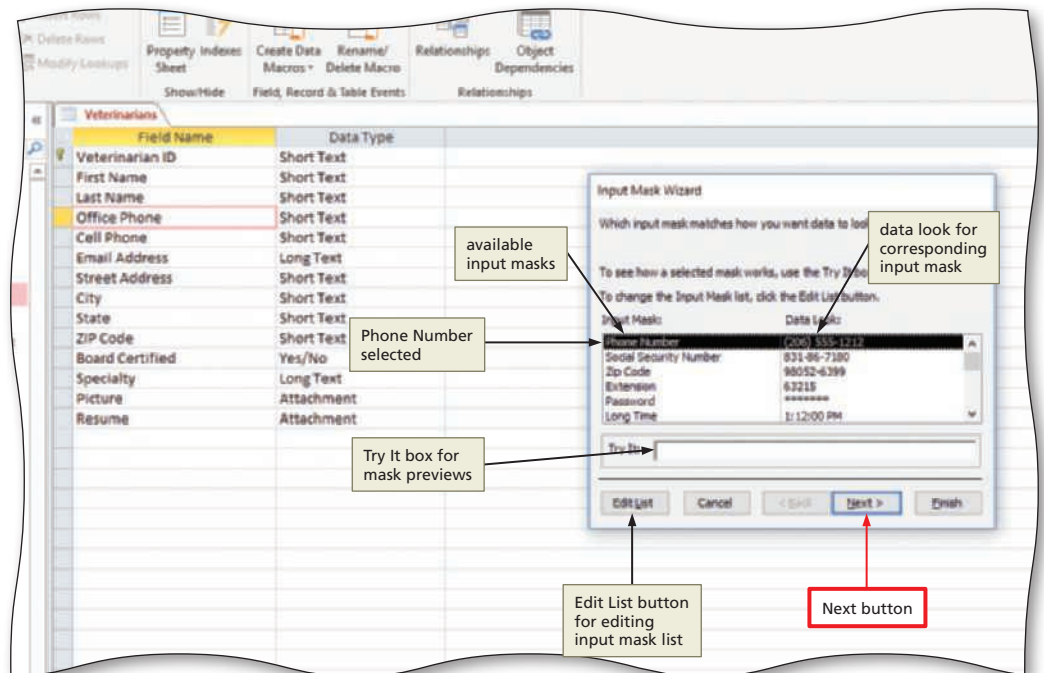 Delete Rows
Modify Lookups
Property Sheet
Indexes
Create Data Macros
Rename/ Delete Macro
Relationships
Object Dependencies
Show/Hide
Field, Record & Table Events
Relationships
Veterinarians
Field Name Data Type
Veterinarian ID Short Text
First Name Short Text
Last Name Short Text
Office Phone Short Text
Cell Phone Short Text
Email Address Long Text
Street Address Short Text
City Short Text
State Short Text
ZIP Code Short Text
Board Certified Yes/No
Specialty Long Text
Picture Attachment
Resume Attachment
Input Mask Wizard
Which input mask matches how you want data to look
To see how a selected mask works, use the Try It
To change the Input Mask list, click the Edit List button.
Input Mask: Data Look:
Phone Number (206) 555-1212
Social Security Number 831-86-7180
Zip Code 98052-6399
Extension 63215
Password *******
Long Time 1:12:00 PM
Try It:
Edit List Cancel < Back Next > Finish
available
input masks
data look for
corresponding
input mask
Phone Number
selected
Try It box for
mask previews
Edit List button
for editing
input mask list
Next button